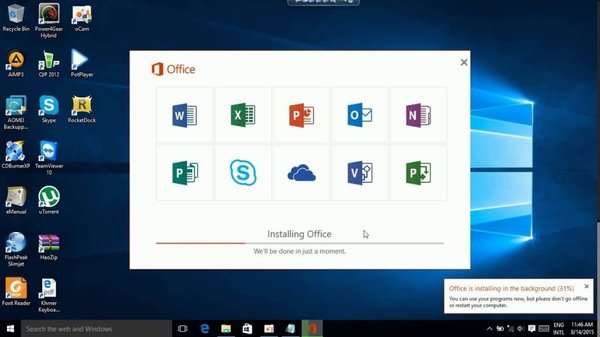 Recycle Bin
Power4Gear Hybrid
oCam
AIMP3
QIP 2012
PotPlayer
AOMEI Backupp...
Skype
RocketDock
CDBurnerXP
TeamViewer 10
eManual
uTorrent
FlashPeak Slimjet
HaoZip
Foxit Reader
Khmer Keyboard...
Office
W
X
P
O
N
P
S
V
P
Installing Office
We'll be done in just a moment.
Office is installing in the background (31%)
You can use your programs now, but please don't go offline
or restart your computer.
Search the web and Windows
ENG
INTL
11:46 AM
8/14/2015